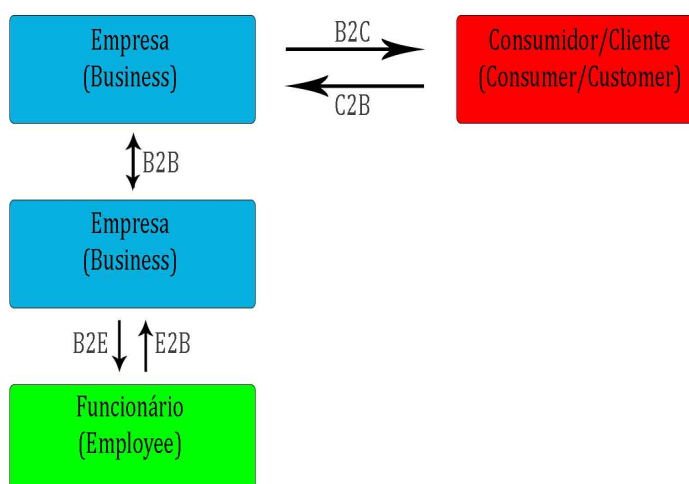 Empresa
(Business)
B2C
C2B
Consumidor/Cliente
(Consumer/Customer)
B2B
Empresa
(Business)
B2E
E2B
Funcionário
(Employee)